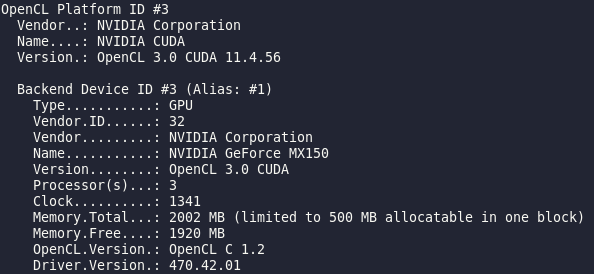 OpenCL Platform ID #3
Vendor..: NVIDIA Corporation
Name....: NVIDIA CUDA
Version.: OpenCL 3.0 CUDA 11.4.56
Backend Device ID #3 (Alias: #1)
Type...........: GPU
Vendor.ID......: 32
Vendor.........: NVIDIA Corporation
Name...........: NVIDIA GeForce MX150
Version........: OpenCL 3.0 CUDA
Processor(s)...: 3
Clock..........: 1341
Memory.Total...: 2002 MB (limited to 500 MB allocatable in one block)
Memory.Free....: 1920 MB
OpenCL.Version.: OpenCL C 1.2
Driver.Version.: 470.42.01